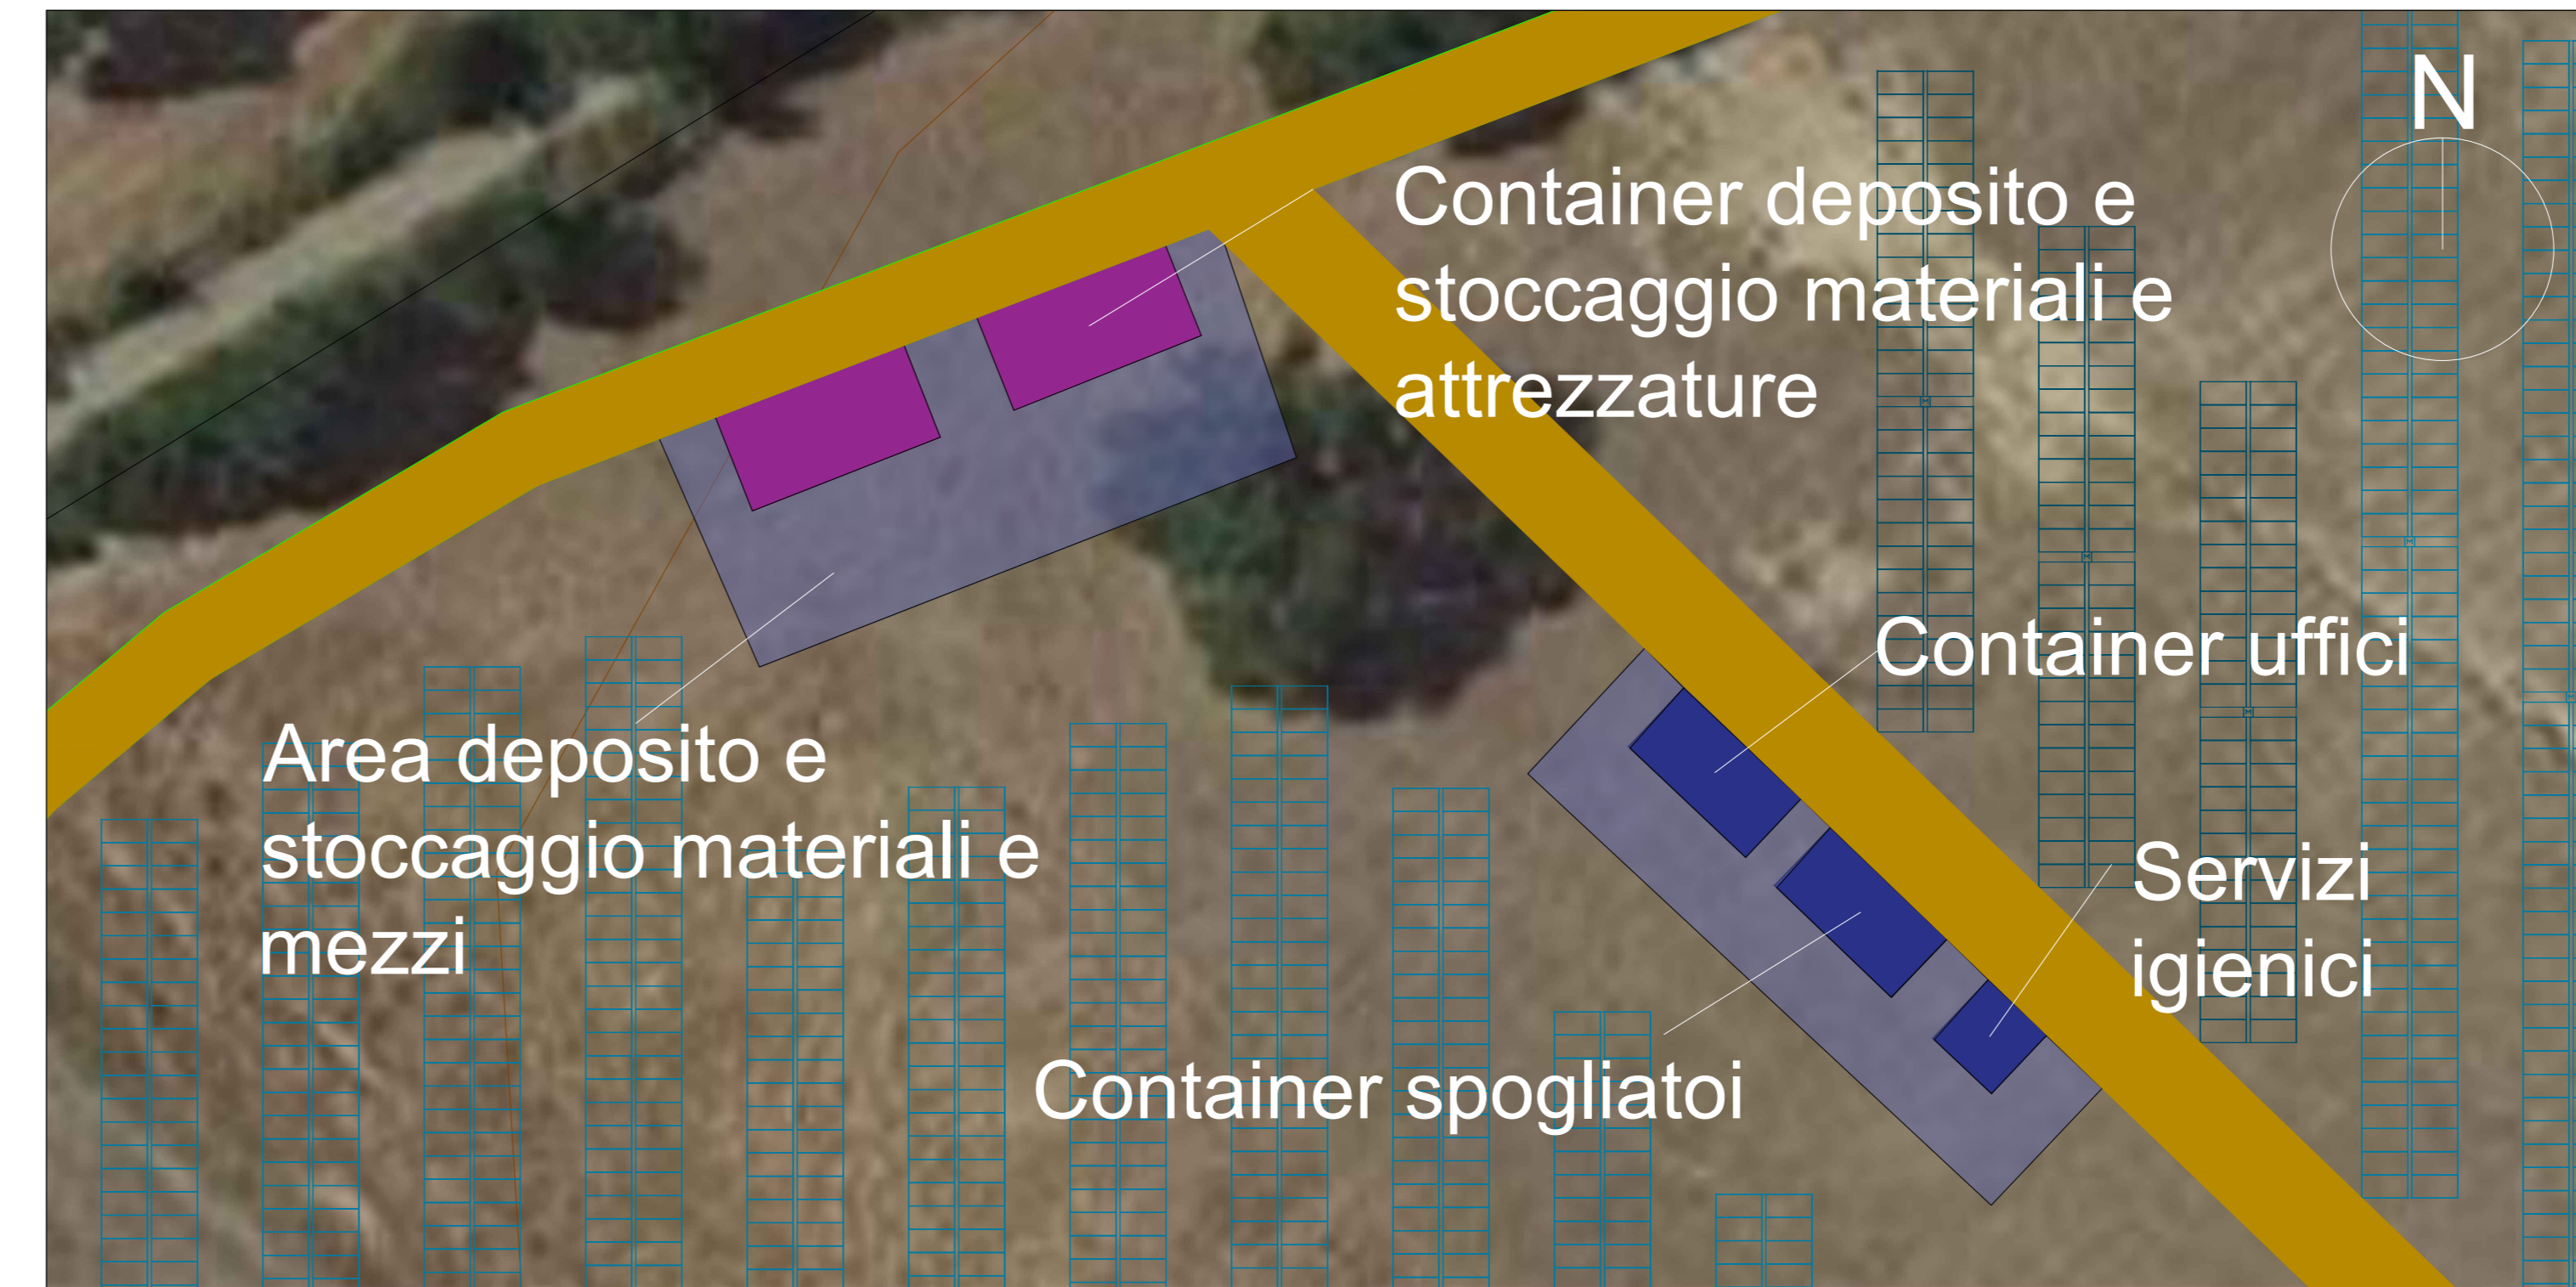 N
Container deposito e
stoccaggio materiali e
attrezzature
Container uffici
Area deposito e
stoccaggio materiali e
mezzi
Servizi
igienici
Container spogliatoi